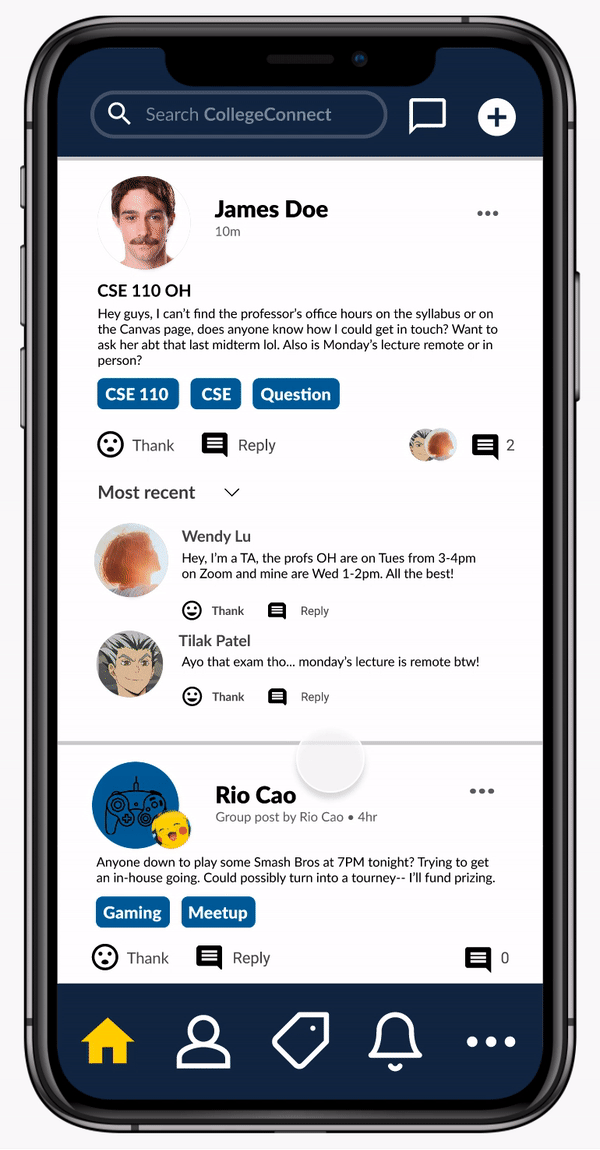 Search CollegeConnect
James Doe
10m
CSE 110 OH
Hey guys, I can't find the professor's office hours on the syllabus or on
the Canvas page, does anyone know how I could get in touch? Want to
ask her abt that last midterm lol. Also is Monday's lecture remote or in
person?
CSE 110 CSE Question
Thank Reply 2
Most recent
Wendy Lu
Hey, I'm a TA, the profs OH are on Tues from 3-4pm
on Zoom and mine are Wed 1-2pm. All the best!
Thank Reply
Tilak Patel
Ayo that exam tho... monday's lecture is remote btw!
Thank Reply
Rio Cao
Group post by Rio Cao • 4hr
Anyone down to play some Smash Bros at 7PM tonight? Trying to get
an in-house going. Could possibly turn into a tourney-- I'll fund prizing.
Gaming Meetup
Thank Reply 0